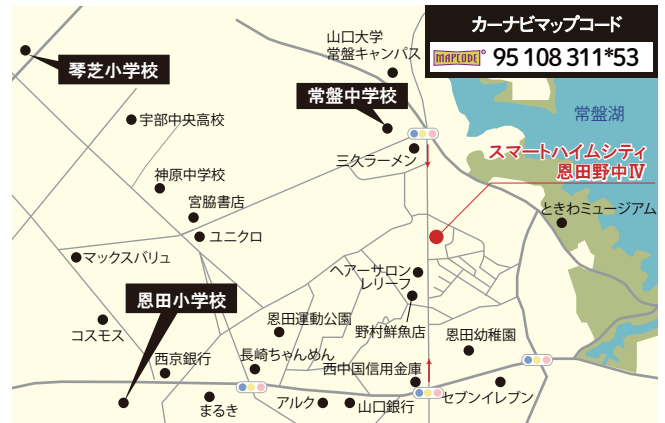 カーナビマップコード
MAPCODE 95 108 311*53
山口大学
常盤キャンパス
琴芝小学校
常盤中学校
常盤湖
宇部中央高校
三久ラーメン
スマートハイムシティ
恩田野中Ⅳ
神原中学校
宮脇書店
ときわミュージアム
ユニクロ
マックスバリュ
ヘアーサロン
レリーフ
恩田小学校
コスモス
恩田運動公園
野村鮮魚店
恩田幼稚園
西京銀行
長崎ちゃんめん
西中国信用金庫
まるき
アルク
山口銀行
セブンイレブン